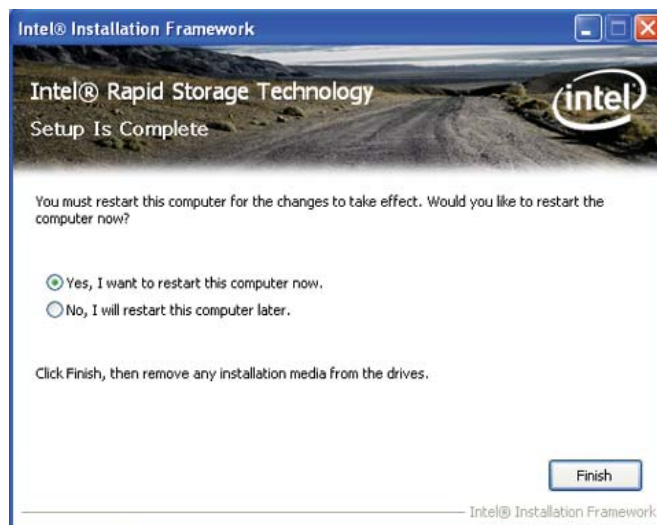 Intel® Installation Framework
Intel® Rapid Storage Technology
Setup Is Complete
intel
You must restart this computer for the changes to take effect. Would you like to restart the
computer now?
Yes, I want to restart this computer now.
No, I will restart this computer later.
Click Finish, then remove any installation media from the drives.
Finish
Intel® Installation Framework